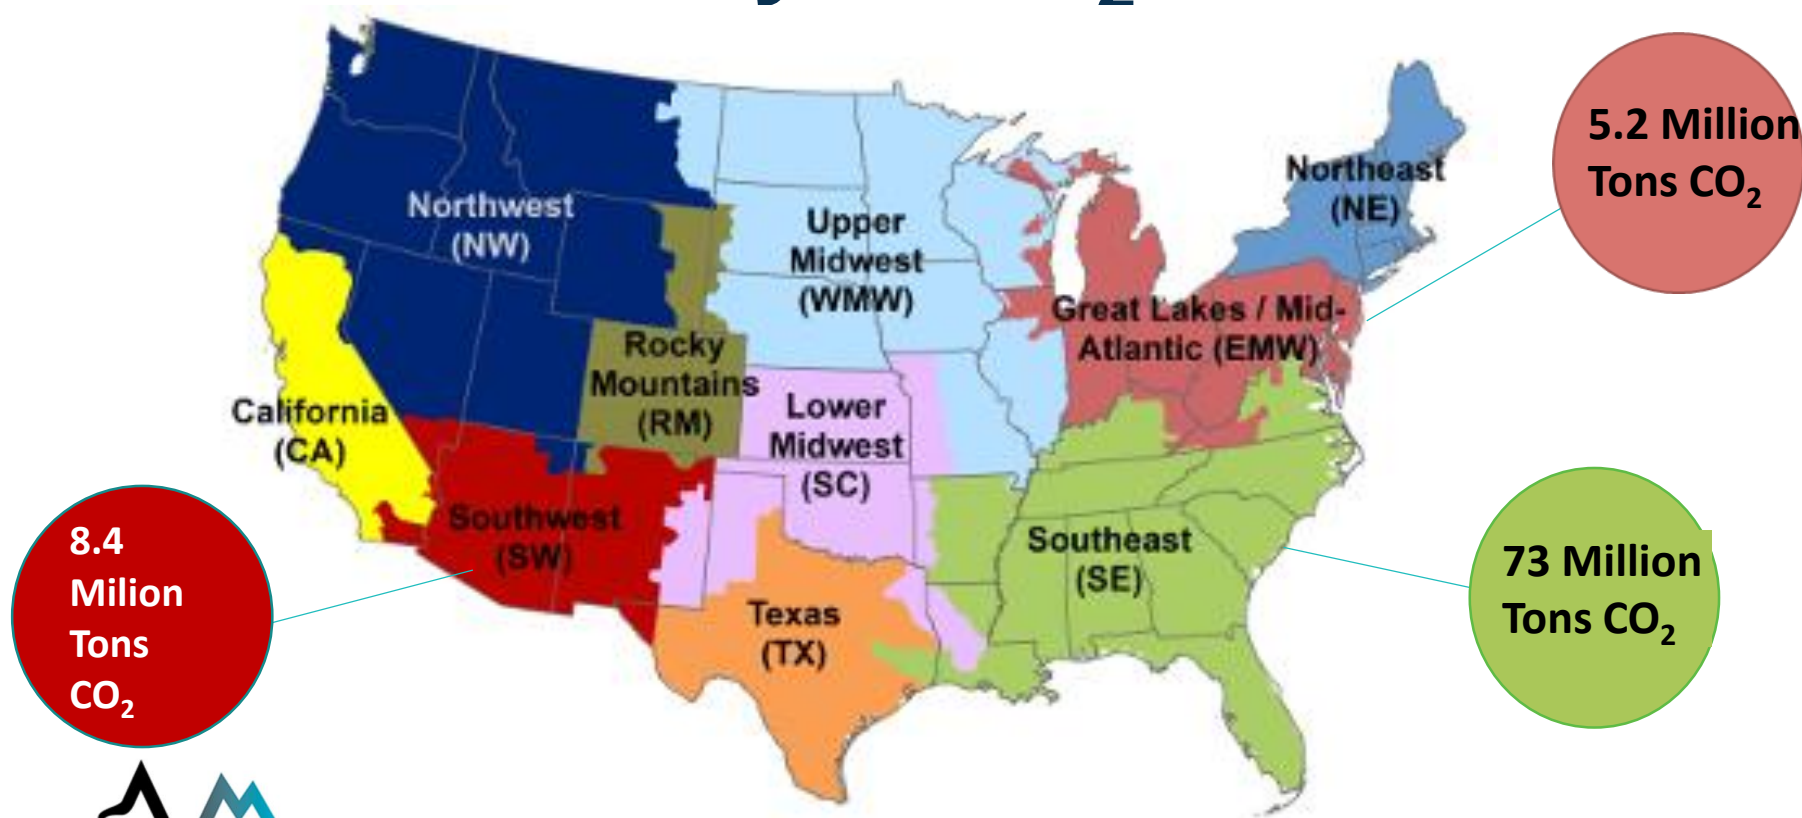 5.2 Million
Tons CO₂
Northeast
(NE)
Northwest
(NW)
Upper
Midwest
(WMW)
Great Lakes / Mid-
Atlantic (EMW)
Rocky
Mountains
(RM)
California
(CA)
Lower
Midwest
(SC)
Southwest
(SW)
Southeast
(SE)
Texas
(TX)
8.4
Milion
Tons
CO₂
73 Million
Tons CO₂